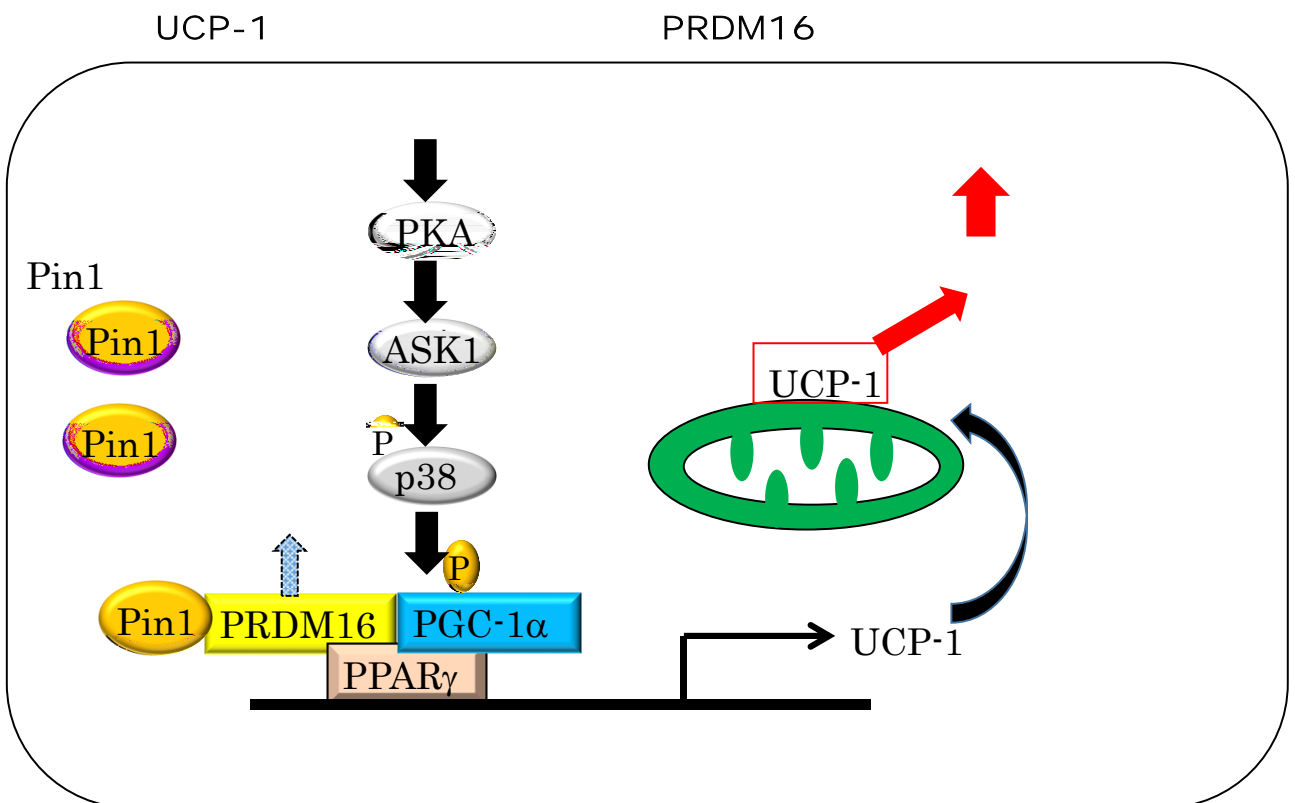 UCP-1 PRDM16
PKA
Pin1
Pin1
ASK1
UCP-1
Pin1
P
p38
P
Pin1
PRDM16
PGC-1α
UCP-1
PPARγ